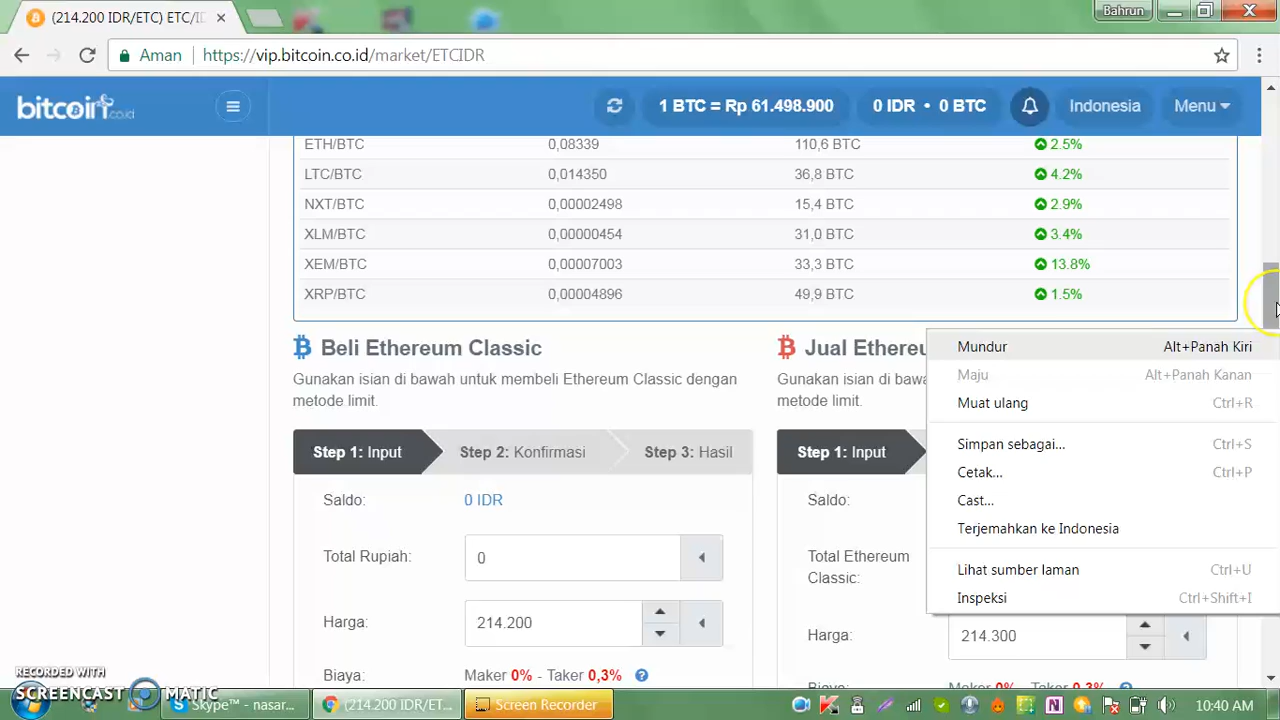 (214.200 IDR/ETC) ETC/ID
Bahrun
Aman https://vip.bitcoin.co.id/market/ETCIDR
bitcoin.co.id
1 BTC = Rp 61.498.900
0 IDR • 0 BTC
Indonesia
Menu
ETH/BTC 0,08339 110,6 BTC 2.5%
LTC/BTC 0,014350 36,8 BTC 4.2%
NXT/BTC 0,00002498 15,4 BTC 2.9%
XLM/BTC 0,00000454 31,0 BTC 3.4%
XEM/BTC 0,00007003 33,3 BTC 13.8%
XRP/BTC 0,00004896 49,9 BTC 1.5%
Beli Ethereum Classic
Gunakan isian di bawah untuk membeli Ethereum Classic dengan
metode limit.
Step 1: Input Step 2: Konfirmasi Step 3: Hasil
Saldo: 0 IDR
Total Rupiah: 0
Harga: 214.200
Biaya: Maker 0% - Taker 0,3%
Jual Ethereu
Gunakan isian di bawa
metode limit.
Step 1: Input
Saldo:
Total Ethereum
Classic:
Harga: 214.300
Mundur Alt+Panah Kiri
Maju Alt+Panah Kanan
Muat ulang Ctrl+R
Simpan sebagai... Ctrl+S
Cetak... Ctrl+P
Cast...
Terjemahkan ke Indonesia
Lihat sumber laman Ctrl+U
Inspeksi Ctrl+Shift+I
RECORDED WITH
SCREENCAST MATIC
Skype™ - nasar...
(214.200 IDR/ET...
Screen Recorder
10:40 AM